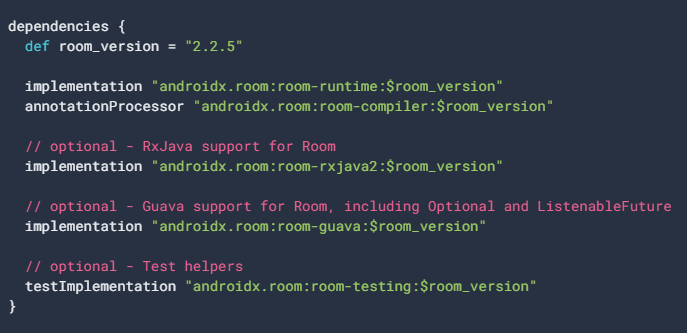 dependencies {
def room_version = "2.2.5"
implementation "androidx.room:room-runtime:$room_version"
annotationProcessor "androidx.room:room-compiler:$room_version"
// optional - RxJava support for Room
implementation "androidx.room:room-rxjava2:$room_version"
// optional - Guava support for Room, including Optional and ListenableFuture
implementation "androidx.room:room-guava:$room_version"
// optional - Test helpers
testImplementation "androidx.room:room-testing:$room_version"
}